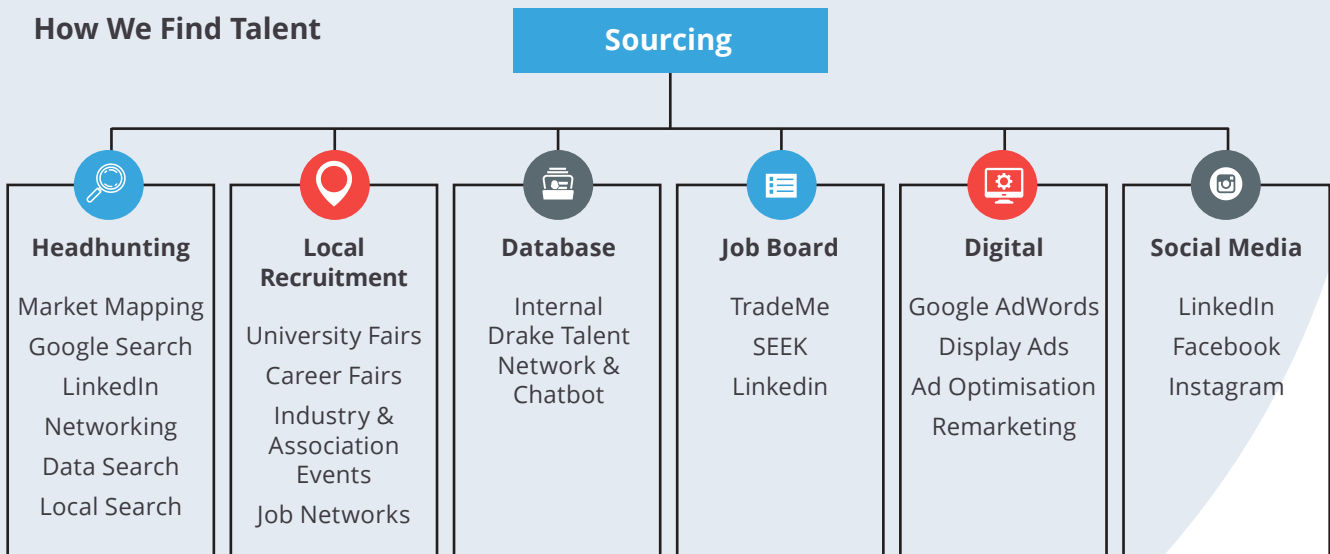 How We Find Talent
Sourcing
Headhunting
Market Mapping
Google Search
LinkedIn
Networking
Data Search
Local Search
Local
Recruitment
University Fairs
Career Fairs
Industry &
Association
Events
Job Networks
Database
Internal
Drake Talent
Network &
Chatbot
Job Board
TradeMe
SEEK
Linkedin
Digital
Google AdWords
Display Ads
Ad Optimisation
Remarketing
Social Media
LinkedIn
Facebook
Instagram